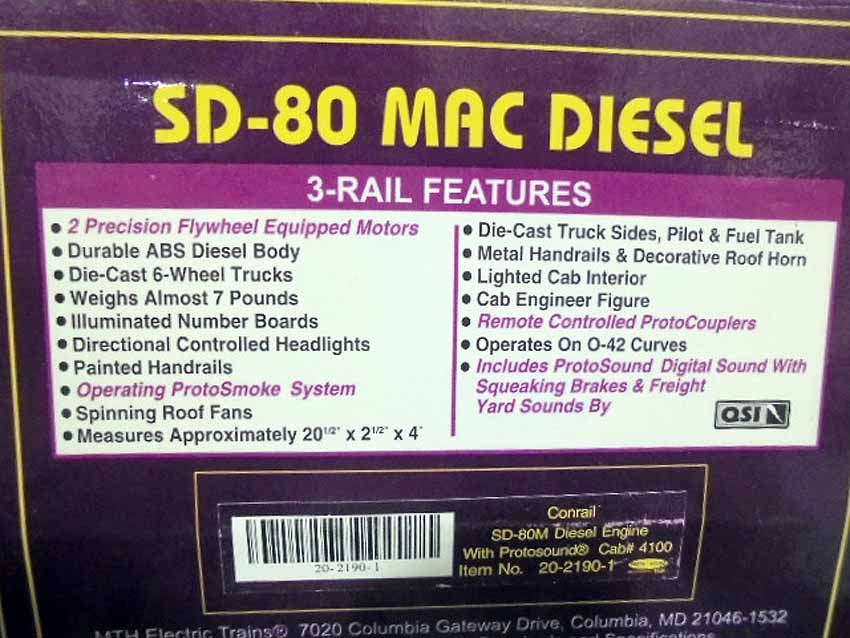 SD-80 MAC DIESEL
3-RAIL FEATURES
• 2 Precision Flywheel Equipped Motors
• Durable ABS Diesel Body
• Die-Cast 6-Wheel Trucks
• Weighs Almost 7 Pounds
• Illuminated Number Boards
• Directional Controlled Headlights
• Painted Handrails
• Operating ProtoSmoke System
• Spinning Roof Fans
• Measures Approximately 20 1/2" x 2 1/2" x 4"
• Die-Cast Truck Sides, Pilot & Fuel Tank
• Metal Handrails & Decorative Roof Horn
• Lighted Cab Interior
• Cab Engineer Figure
• Remote Controlled ProtoCouplers
• Operates On O-42 Curves
• Includes ProtoSound Digital Sound With
Squeaking Brakes & Freight
Yard Sounds By
QSI
20-2190-1
Conrail
SD-80M Diesel Engine
With Protosound® Cab# 4100
Item No. 20-2190-1
MTH Electric Trains® 7020 Columbia Gateway Drive, Columbia, MD 21046-1532